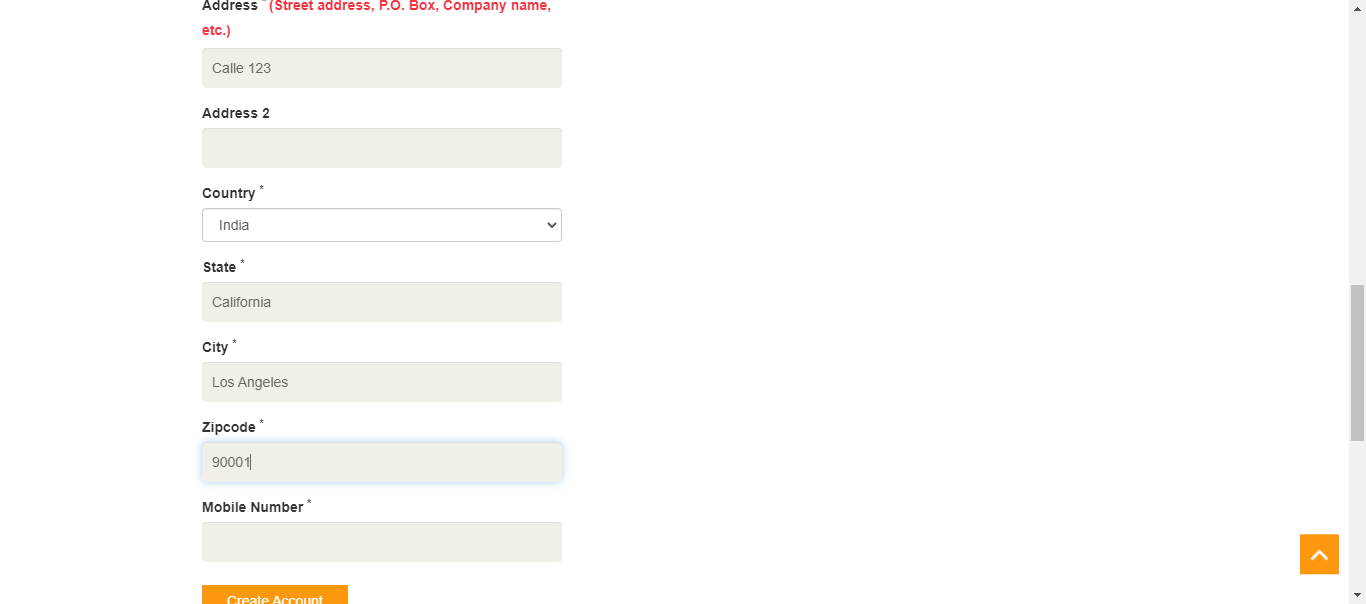 Address * (Street address, P.O. Box, Company name,
etc.)
Calle 123
Address 2
Country *
India
State *
California
City *
Los Angeles
Zipcode *
90001
Mobile Number *
Create Account